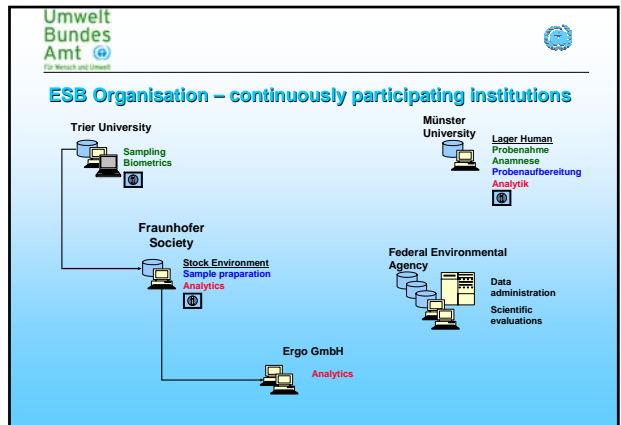 Umwelt
Bundes
Amt
Für Mensch und Umwelt
ESB Organisation – continuously participating institutions
Trier University
Sampling
Biometrics
Münster
University
Lager Human
Probenahme
Anamnese
Probenaufbereitung
Analytik
Fraunhofer
Society
Stock Environment
Sample praparation
Analytics
Federal Environmental
Agency
Data
administration
Scientific
evaluations
Ergo GmbH
Analytics